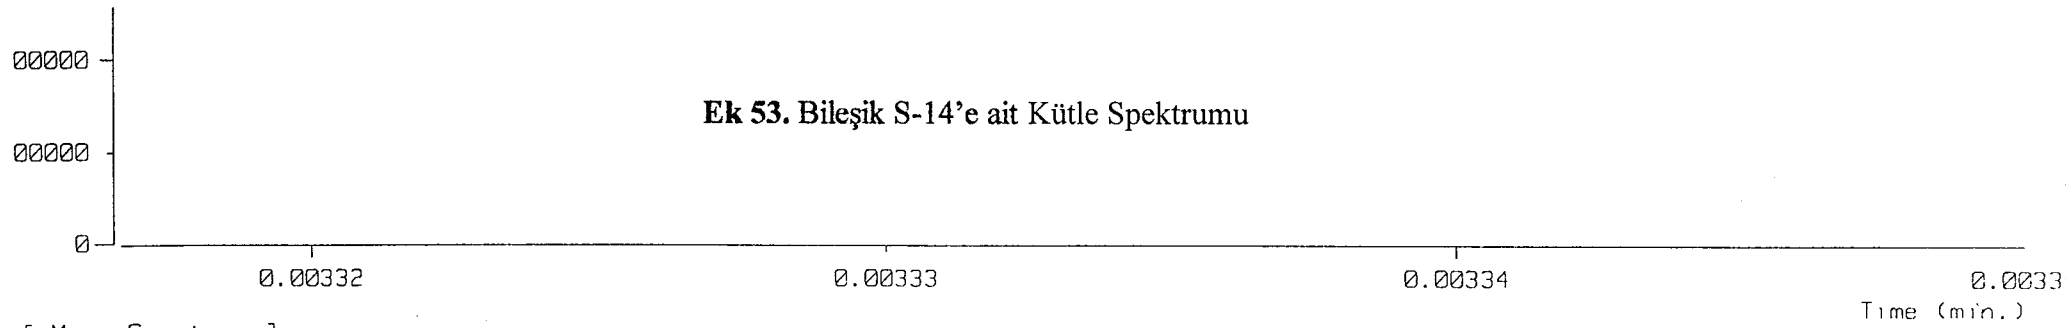 00000
Ek 53. Bileşik S-14’e ait Kütle Spektrumu
00000
0
0.00332 0.00333 0.00334 0.0033
Time (min.)